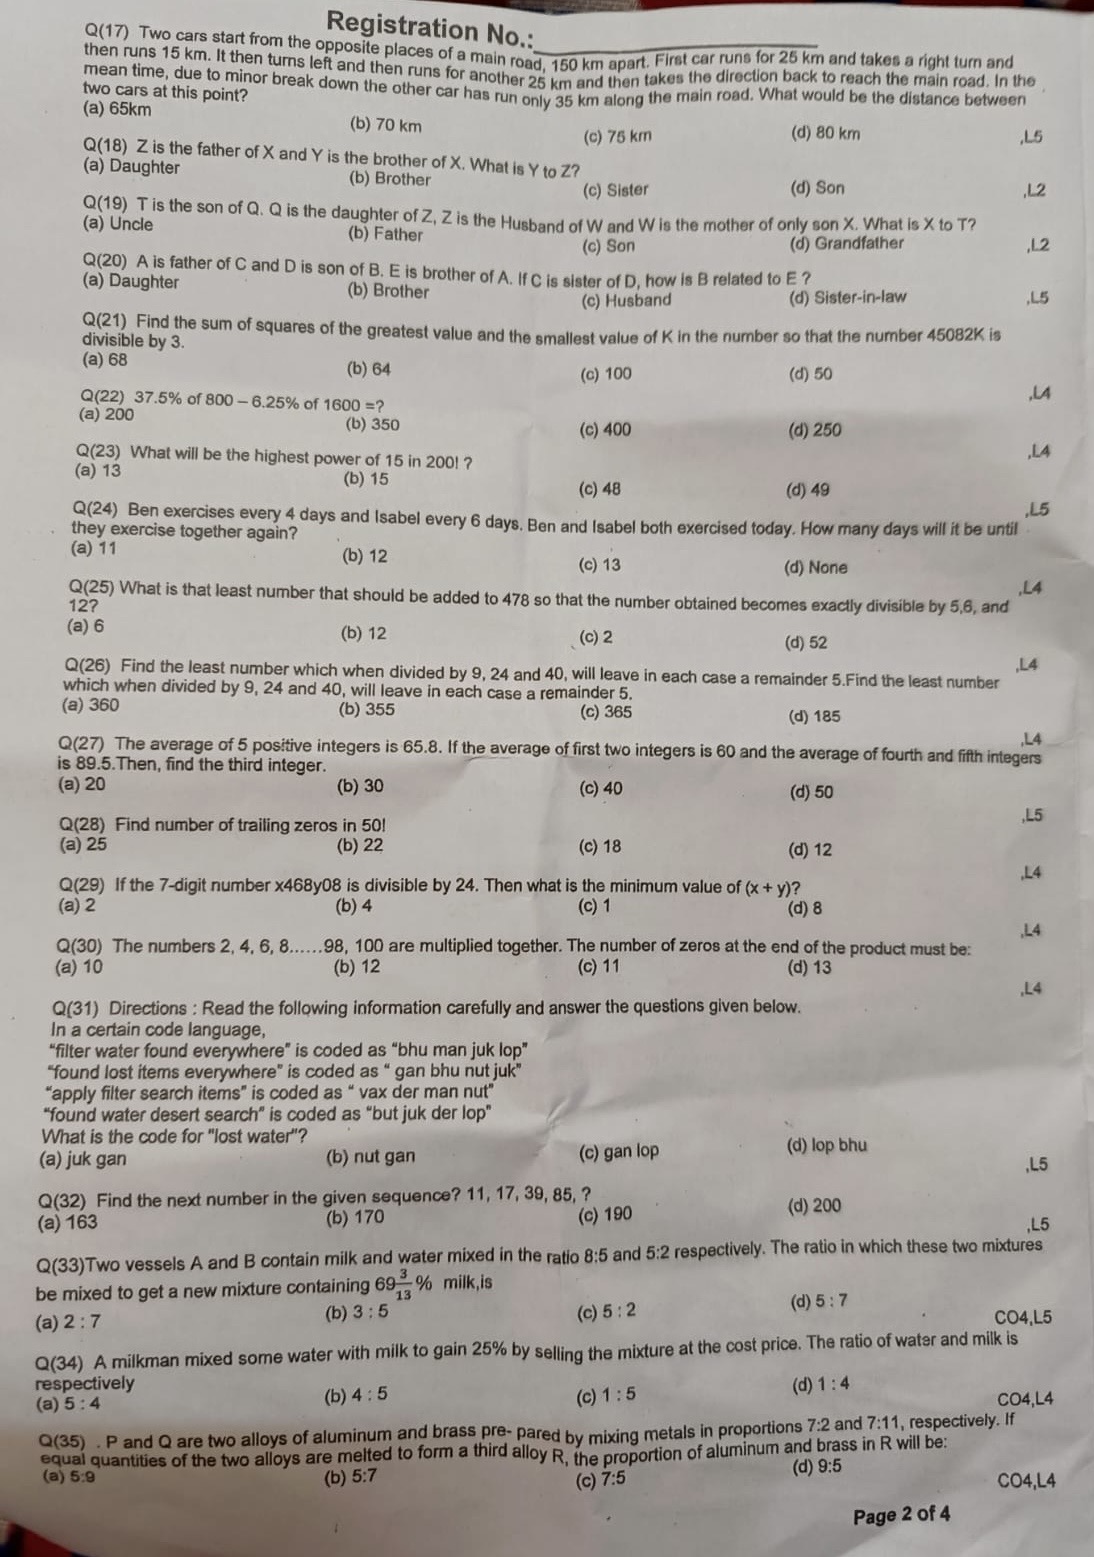 Registration No.:
Q(17) Two cars start from the opposite places of a main road, 150 km apart. First car runs for 25 km and takes a right turn and
then runs 15 km. It then turns left and then runs for another 25 km and then takes the direction back to reach the main road. In the
mean time, due to minor break down the other car has run only 35 km along the main road. What would be the distance between
two cars at this point?
(a) 65km (b) 70 km (c) 75 km (d) 80 km ,L5
Q(18) Z is the father of X and Y is the brother of X. What is Y to Z?
(a) Daughter (b) Brother (c) Sister (d) Son ,L2
Q(19) T is the son of Q. Q is the daughter of Z, Z is the Husband of W and W is the mother of only son X. What is X to T?
(a) Uncle (b) Father (c) Son (d) Grandfather ,L2
Q(20) A is father of C and D is son of B. E is brother of A. If C is sister of D, how is B related to E ?
(a) Daughter (b) Brother (c) Husband (d) Sister-in-law ,L5
Q(21) Find the sum of squares of the greatest value and the smallest value of K in the number so that the number 45082K is
divisible by 3.
(a) 68 (b) 64 (c) 100 (d) 50 ,L4
Q(22) 37.5% of 800 – 6.25% of 1600 =?
(a) 200 (b) 350 (c) 400 (d) 250 ,L4
Q(23) What will be the highest power of 15 in 200! ?
(a) 13 (b) 15 (c) 48 (d) 49 ,L5
Q(24) Ben exercises every 4 days and Isabel every 6 days. Ben and Isabel both exercised today. How many days will it be until
they exercise together again?
(a) 11 (b) 12 (c) 13 (d) None ,L4
Q(25) What is that least number that should be added to 478 so that the number obtained becomes exactly divisible by 5,6, and
12?
(a) 6 (b) 12 (c) 2 (d) 52 ,L4
Q(26) Find the least number which when divided by 9, 24 and 40, will leave in each case a remainder 5.Find the least number
which when divided by 9, 24 and 40, will leave in each case a remainder 5.
(a) 360 (b) 355 (c) 365 (d) 185 ,L4
Q(27) The average of 5 positive integers is 65.8. If the average of first two integers is 60 and the average of fourth and fifth integers
is 89.5.Then, find the third integer.
(a) 20 (b) 30 (c) 40 (d) 50 ,L5
Q(28) Find number of trailing zeros in 50!
(a) 25 (b) 22 (c) 18 (d) 12 ,L4
Q(29) If the 7-digit number x468y08 is divisible by 24. Then what is the minimum value of (x + y)?
(a) 2 (b) 4 (c) 1 (d) 8 ,L4
Q(30) The numbers 2, 4, 6, 8......98, 100 are multiplied together. The number of zeros at the end of the product must be:
(a) 10 (b) 12 (c) 11 (d) 13 ,L4
Q(31) Directions : Read the following information carefully and answer the questions given below.
In a certain code language,
“filter water found everywhere” is coded as “bhu man juk lop”
“found lost items everywhere” is coded as “ gan bhu nut juk”
“apply filter search items” is coded as “ vax der man nut”
“found water desert search” is coded as “but juk der lop”
What is the code for "lost water"?
(a) juk gan (b) nut gan (c) gan lop (d) lop bhu ,L5
Q(32) Find the next number in the given sequence? 11, 17, 39, 85, ?
(a) 163 (b) 170 (c) 190 (d) 200 ,L5
Q(33)Two vessels A and B contain milk and water mixed in the ratio 8:5 and 5:2 respectively. The ratio in which these two mixtures
be mixed to get a new mixture containing 69 3/13 % milk,is
(a) 2 : 7 (b) 3 : 5 (c) 5 : 2 (d) 5 : 7 CO4,L5
Q(34) A milkman mixed some water with milk to gain 25% by selling the mixture at the cost price. The ratio of water and milk is
respectively
(a) 5 : 4 (b) 4 : 5 (c) 1 : 5 (d) 1 : 4 CO4,L4
Q(35) . P and Q are two alloys of aluminum and brass pre- pared by mixing metals in proportions 7:2 and 7:11, respectively. If
equal quantities of the two alloys are melted to form a third alloy R, the proportion of aluminum and brass in R will be:
(a) 5:9 (b) 5:7 (c) 7:5 (d) 9:5 CO4,L4
Page 2 of 4